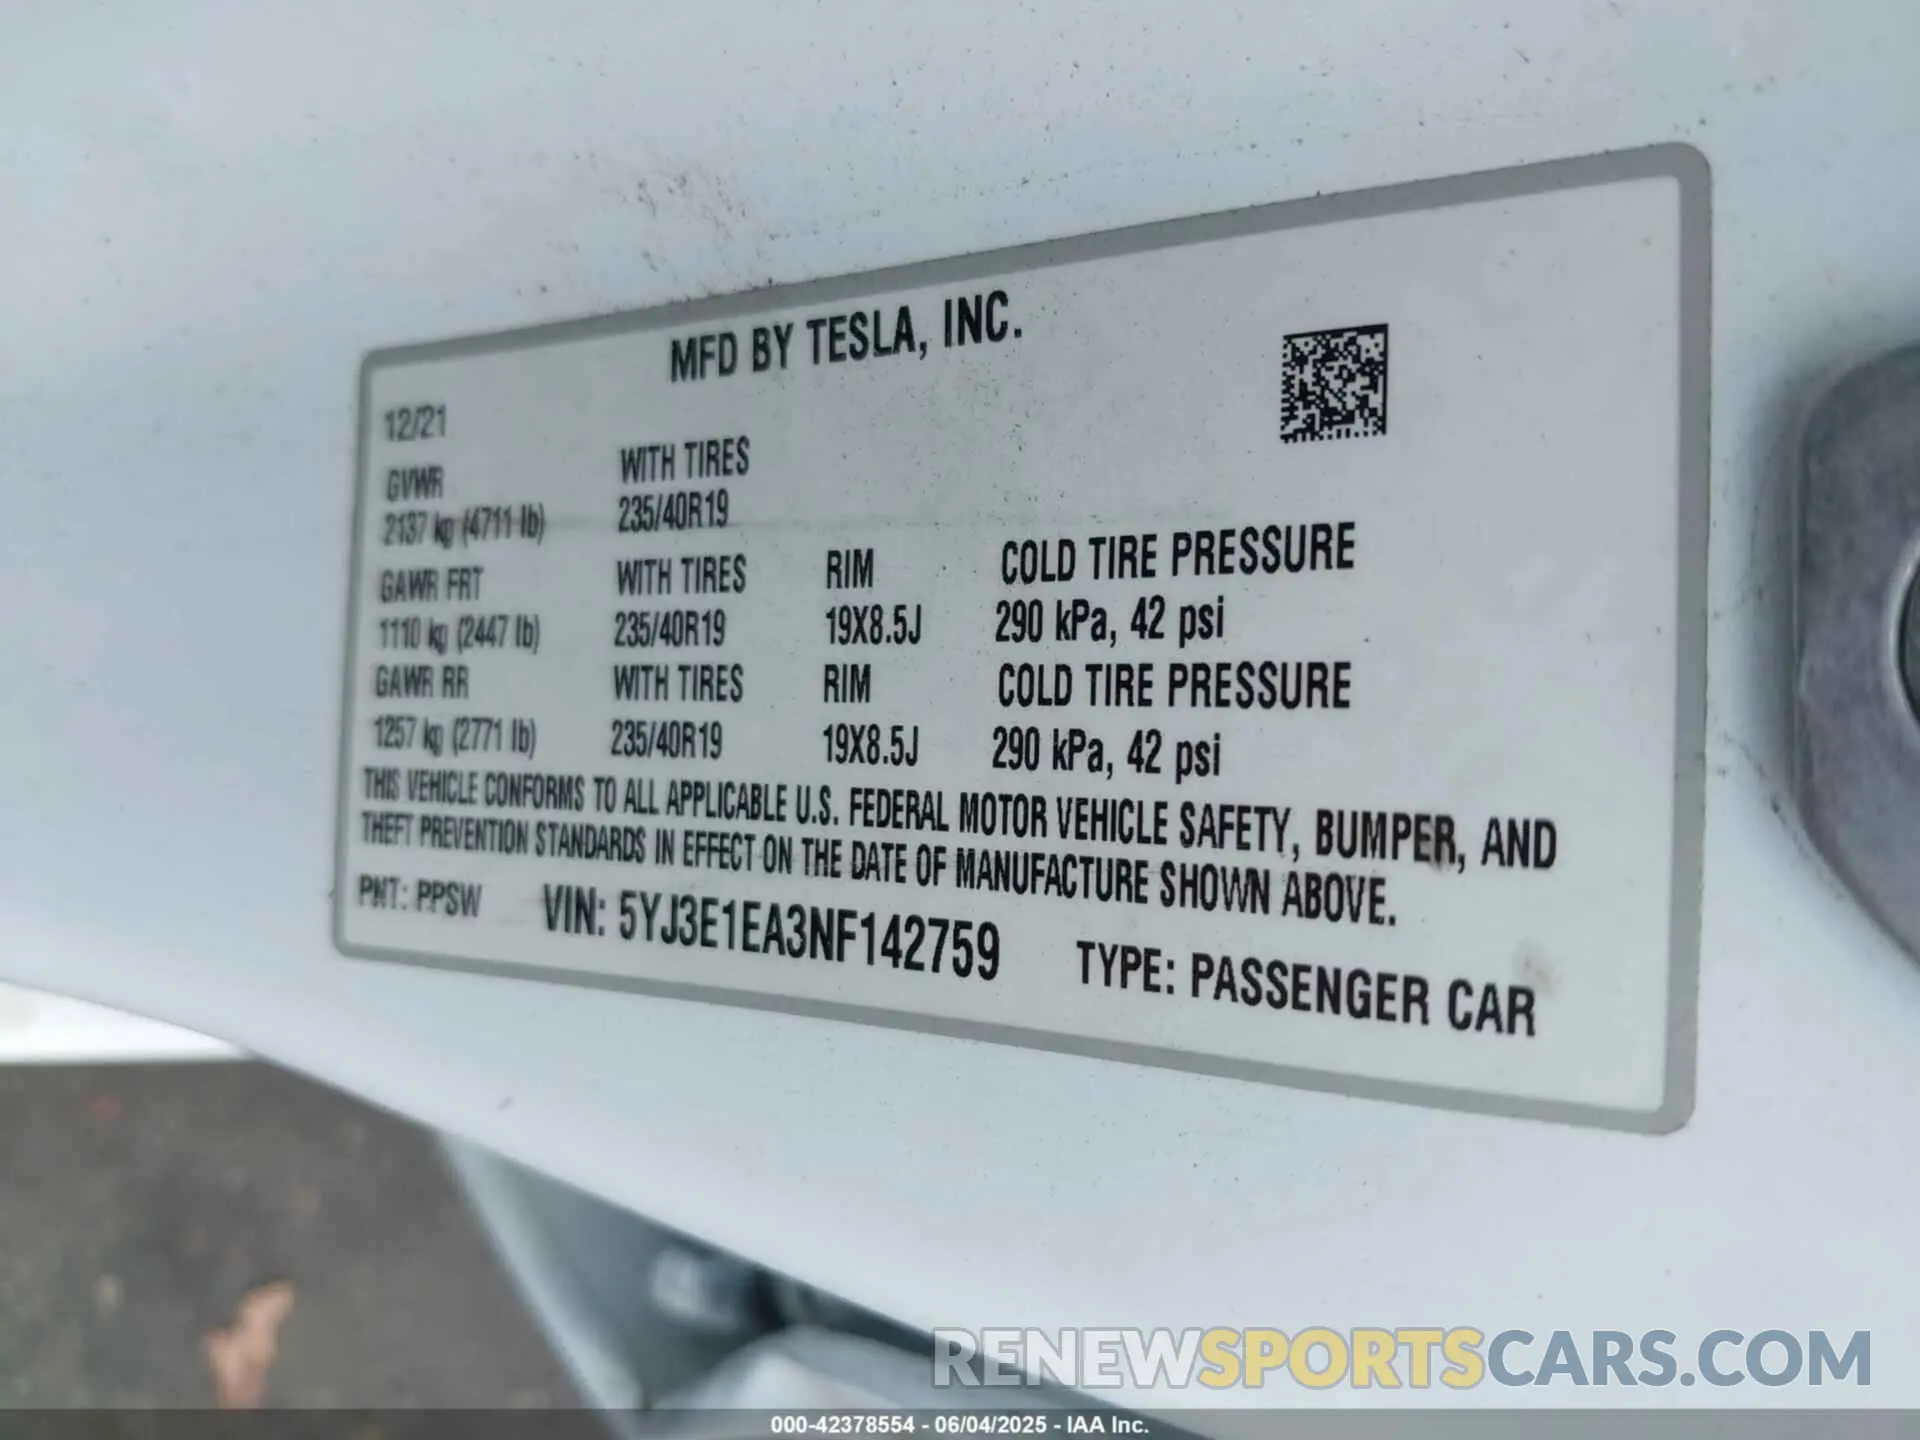 MFD BY TESLA, INC.
12/21
GVWR WITH TIRES
2137 kg (4711 lb) 235/40R19
GAWR FRT WITH TIRES RIM COLD TIRE PRESSURE
1110 kg (2447 lb) 235/40R19 19X8.5J 290 kPa, 42 psi
GAWR RR WITH TIRES RIM COLD TIRE PRESSURE
1257 kg (2771 lb) 235/40R19 19X8.5J 290 kPa, 42 psi
THIS VEHICLE CONFORMS TO ALL APPLICABLE U.S. FEDERAL MOTOR VEHICLE SAFETY, BUMPER, AND
THEFT PREVENTION STANDARDS IN EFFECT ON THE DATE OF MANUFACTURE SHOWN ABOVE.
PNT: PPSW VIN: 5YJ3E1EA3NF142759 TYPE: PASSENGER CAR
RENEWSPORTSCARS.COM
000-42378554 - 06/04/2025 - IAA Inc.